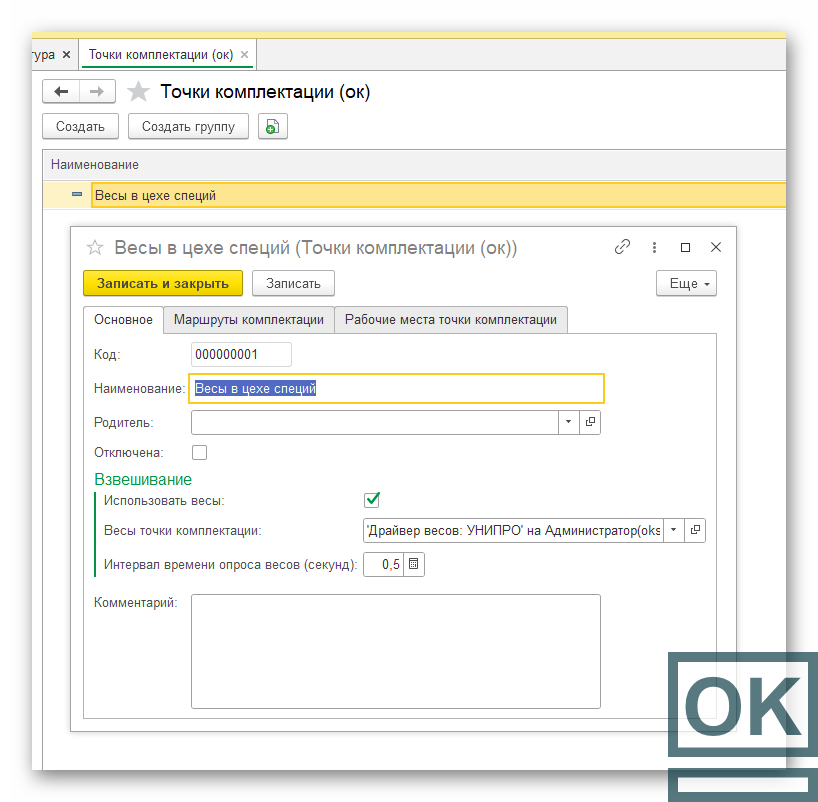 тура ×
Точки комплектации (ок) ×
Точки комплектации (ок)
Создать
Создать группу
Наименование
Весы в цехе специй
Весы в цехе специй (Точки комплектации (ок))
Записать и закрыть
Записать
Еще
Основное
Маршруты комплектации
Рабочие места точки комплектации
Код:
000000001
Наименование:
Весы в цехе специй
Родитель:
Отключена:
Взвешивание
Использовать весы:
Весы точки комплектации:
'Драйвер весов: УНИПРО' на Администратор(oks
Интервал времени опроса весов (секунд):
0,5
Комментарий:
OK